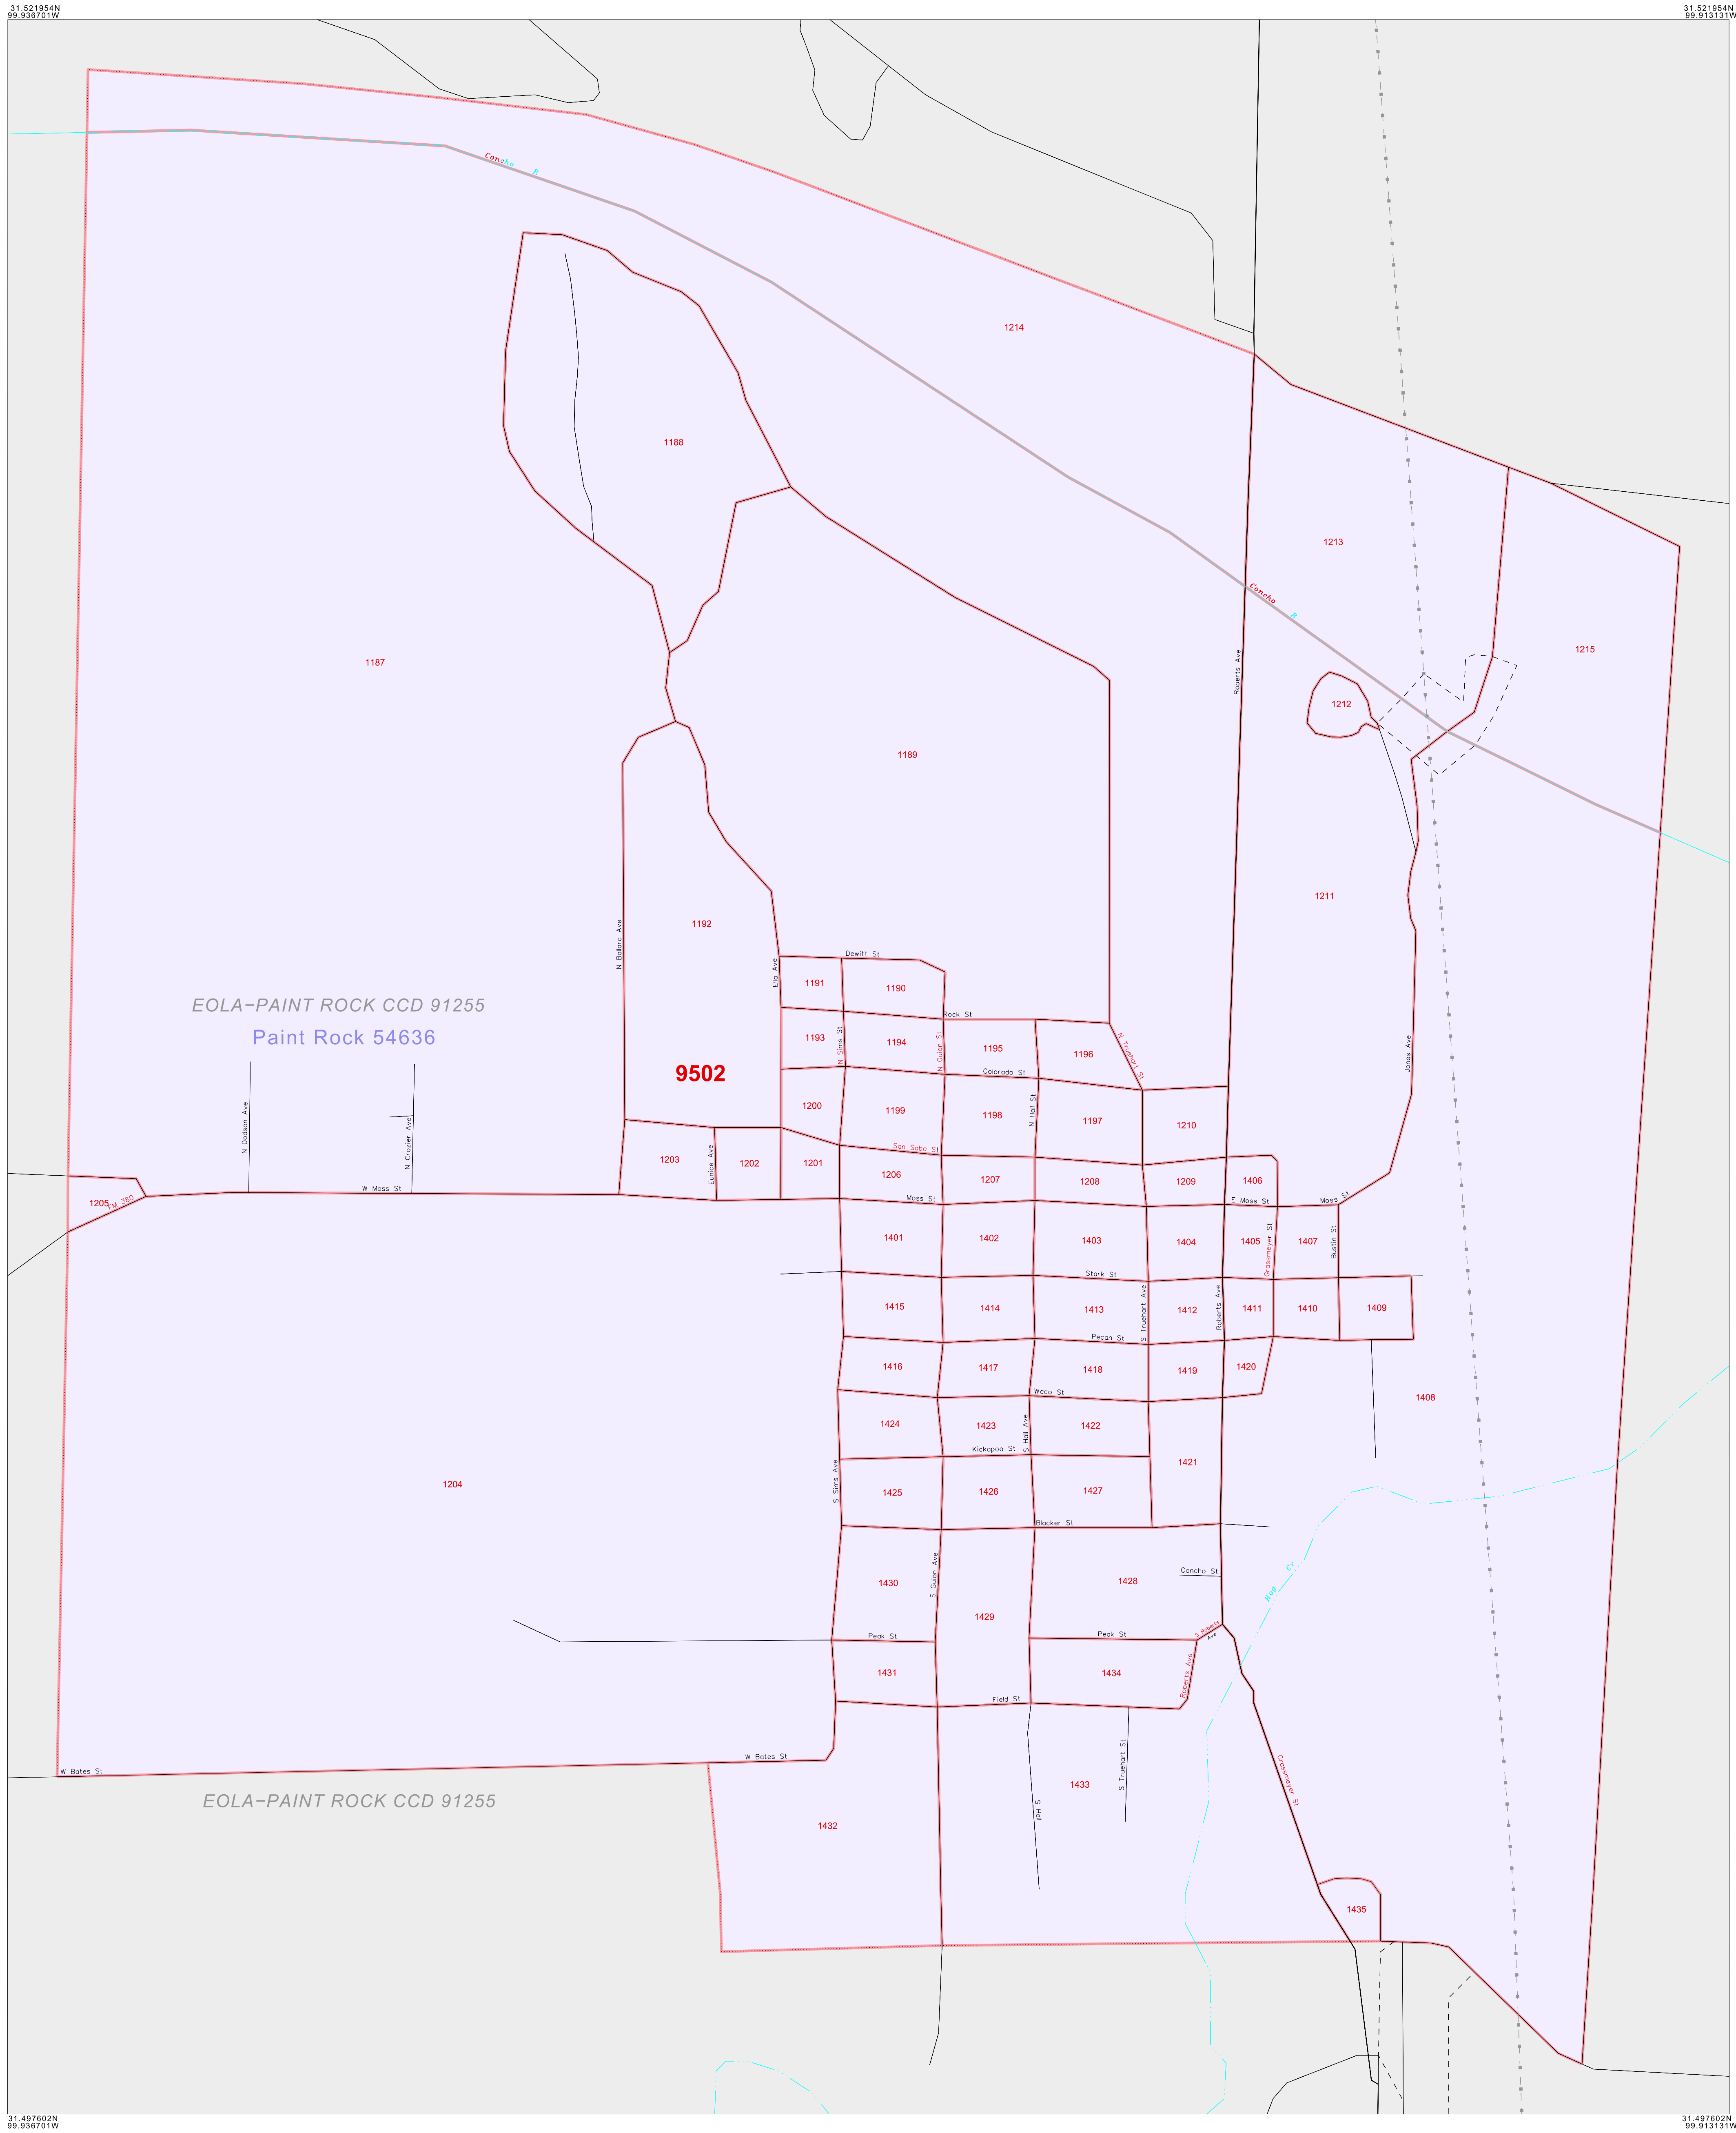 31.521954N
99.936701W
31.521954N
99.913131W
Concho R
1214
1188
1213
Concho R
1187
Roberts Ave
1215
1212
1189
1211
1192
N Ballard Ave
Dewitt St
Ella Ave
1191
1190
EOLA-PAINT ROCK CCD 91255
Paint Rock 54636
Rock St
1193
N Sims St
1194
N Guion St
1195
1196
N Truehart St
Jones Ave
9502
Colorado St
1200
1199
1198
N Hall St
1197
1210
N Dodson Ave
N Crozier Ave
San Saba St
1203
Eunice Ave
1202
1201
1206
1207
1208
1209
1406
W Moss St
1205
FM 380
Moss St
E Moss St
Moss St
1401
1402
1403
1404
1405
Grassmeyer St
1407
Bustin St
Stark St
1415
1414
1413
S Truehart Ave
1412
Roberts Ave
1411
1410
1409
Pecan St
1416
1417
1418
1419
1420
1408
Waco St
1424
1423
S Hall Ave
1422
Kickapoo St
1421
1204
S Sims Ave
1425
1426
1427
Blacker St
1430
S Guion Ave
1428
Concho St
Hog Cr
1429
Peak St
Peak St
S Roberts Ave
1431
1434
Roberts Ave
Field St
W Bates St
W Bates St
S Truehart St
Grassmeyer St
1433
S Hall
EOLA-PAINT ROCK CCD 91255
1432
1435
31.497602N
99.936701W
31.497602N
99.913131W